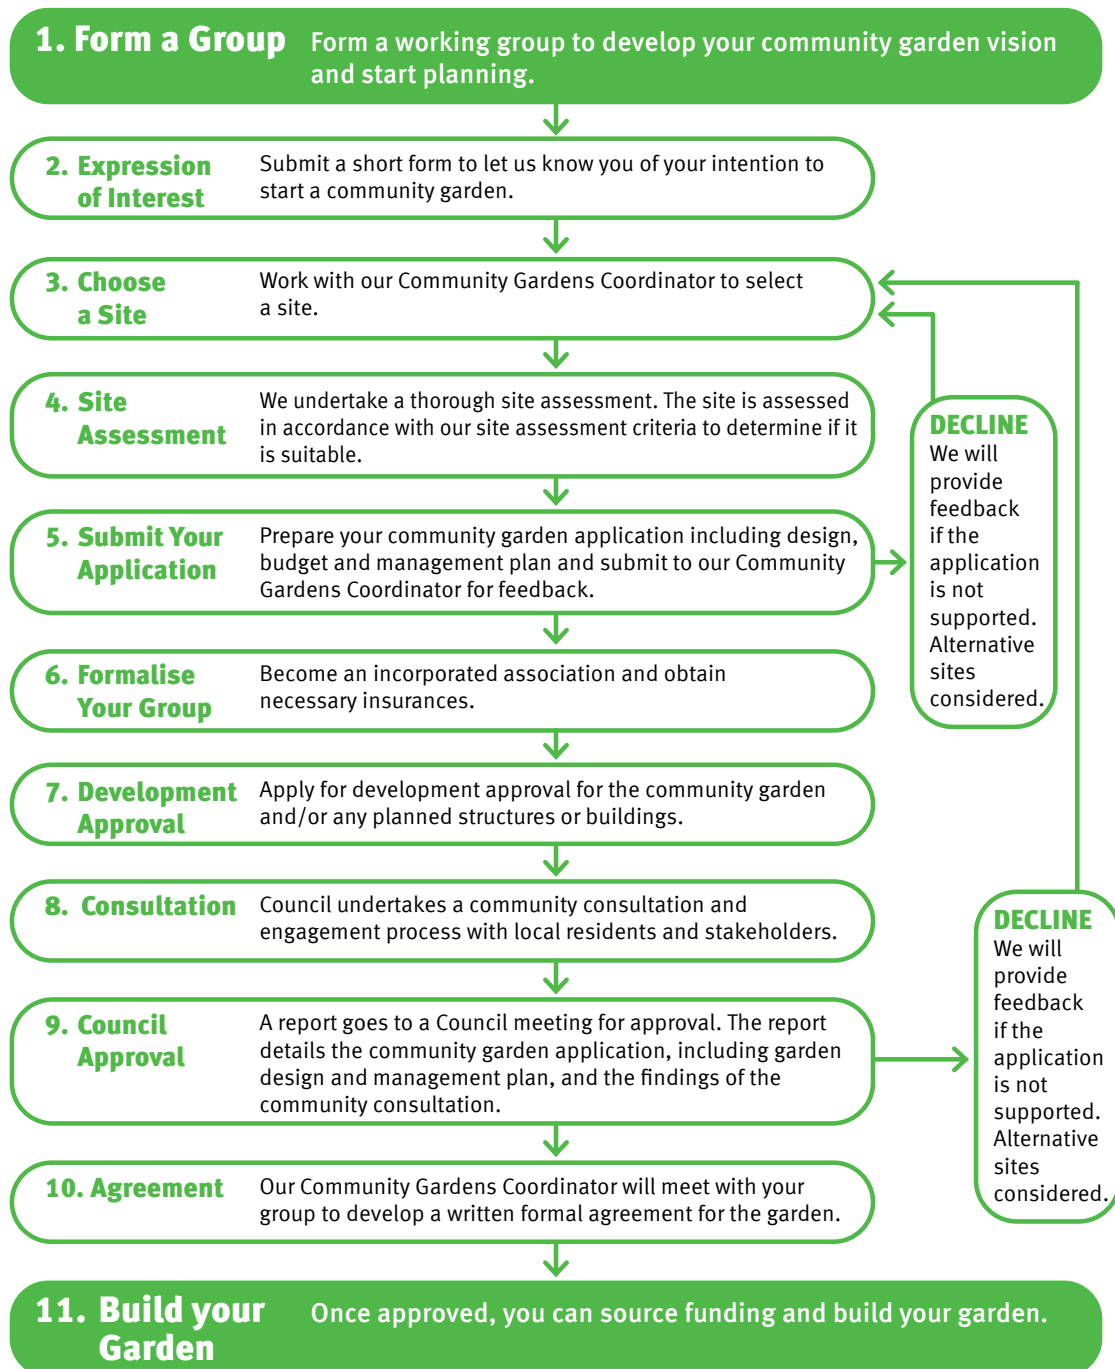 1. Form a Group
Form a working group to develop your community garden vision
and start planning.
2. Expression
of Interest
Submit a short form to let us know you of your intention to
start a community garden.
3. Choose
a Site
Work with our Community Gardens Coordinator to select
a site.
4. Site
Assessment
We undertake a thorough site assessment. The site is assessed
in accordance with our site assessment criteria to determine if it
is suitable.
5. Submit Your
Application
Prepare your community garden application including design,
budget and management plan and submit to our Community
Gardens Coordinator for feedback.
DECLINE
We will
provide
feedback
if the
application
is not
supported.
Alternative
sites
considered.
6. Formalise
Your Group
Become an incorporated association and obtain
necessary insurances.
7. Development
Approval
Apply for development approval for the community garden
and/or any planned structures or buildings.
8. Consultation
Council undertakes a community consultation and
engagement process with local residents and stakeholders.
9. Council
Approval
A report goes to a Council meeting for approval. The report
details the community garden application, including garden
design and management plan, and the findings of the
community consultation.
DECLINE
We will
provide
feedback
if the
application
is not
supported.
Alternative
sites
considered.
10. Agreement
Our Community Gardens Coordinator will meet with your
group to develop a written formal agreement for the garden.
11. Build your
Garden
Once approved, you can source funding and build your garden.